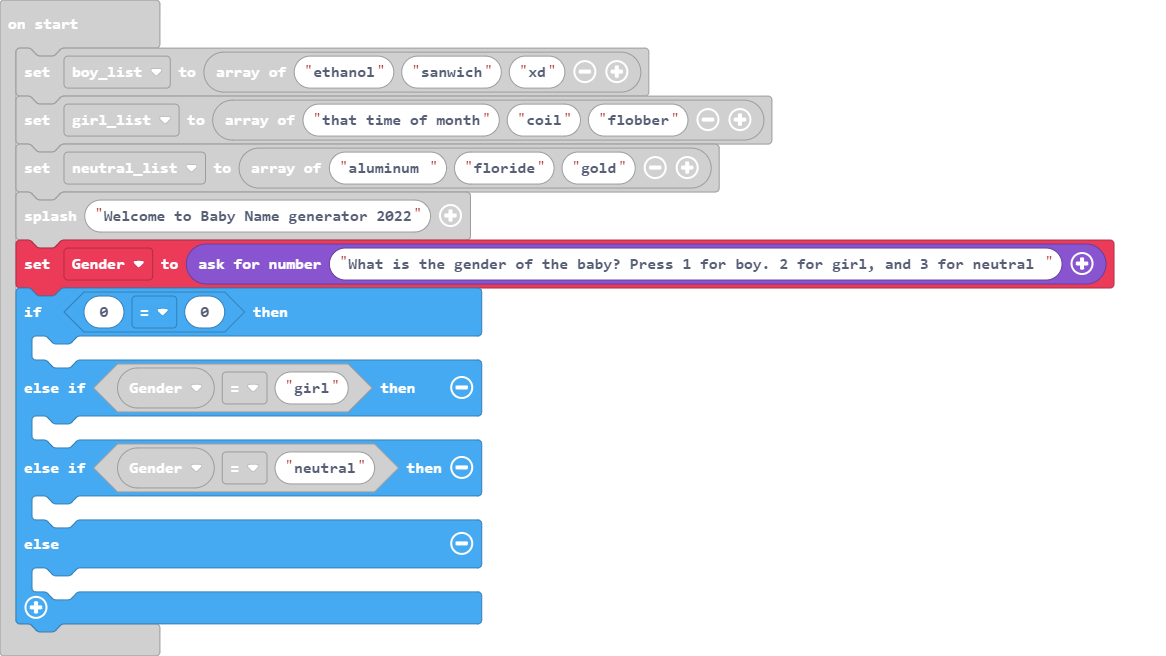 on start
set boy_list to array of "ethanol" "sanwich" "xd"
set girl_list to array of "that time of month" "coil" "flobber"
set neutral_list to array of "aluminum " "floride" "gold"
splash "Welcome to Baby Name generator 2022"
set Gender to ask for number "What is the gender of the baby? Press 1 for boy. 2 for girl, and 3 for neutral "
if 0 = 0 then
else if Gender = "girl" then
else if Gender = "neutral" then
else